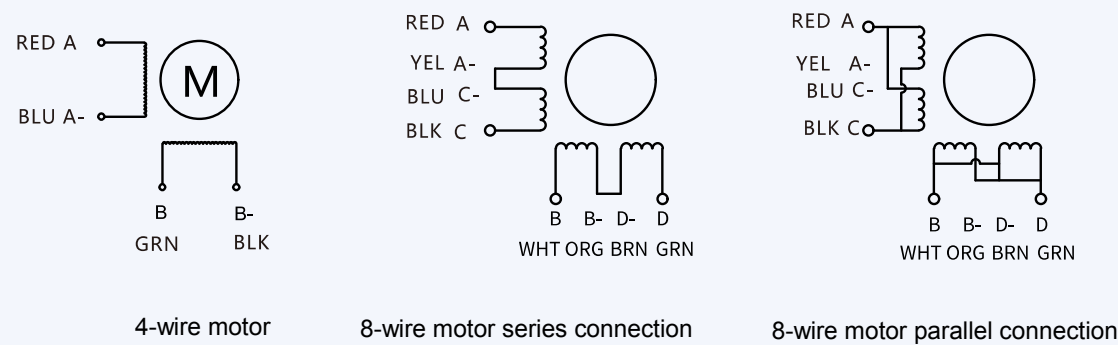 RED A
BLU A-
M
B
B-
GRN
BLK
4-wire motor
RED A
YEL A-
BLU C-
BLK C
B B- D- D
WHT ORG BRN GRN
8-wire motor series connection
RED A
YEL A-
BLU C-
BLK C
B B- D- D
WHT ORG BRN GRN
8-wire motor parallel connection